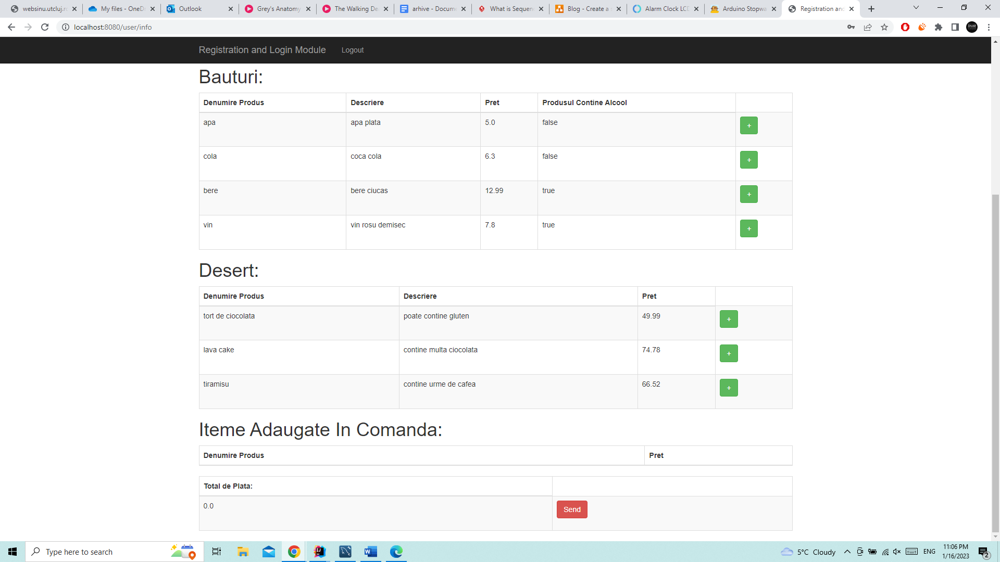 websinu.utcluj.ro
My files - OneD
Outlook
Grey's Anatomy
The Walking De
arhive - Docum
What is Sequen
Blog - Create a
Alarm Clock LCD
Arduino Stopwa
Registration and
localhost:8080/user/info
Registration and Login Module Logout
Bauturi:
Denumire Produs Descriere Pret Produsul Contine Alcool
apa apa plata 5.0 false +
cola coca cola 6.3 false +
bere bere ciucas 12.99 true +
vin vin rosu demisec 7.8 true +
Desert:
Denumire Produs Descriere Pret
tort de ciocolata poate contine gluten 49.99 +
lava cake contine multa ciocolata 74.78 +
tiramisu contine urme de cafea 66.52 +
Iteme Adaugate In Comanda:
Denumire Produs Pret
Total de Plata:
0.0 Send
Type here to search
5°C Cloudy
ENG
11:06 PM
1/16/2023
2